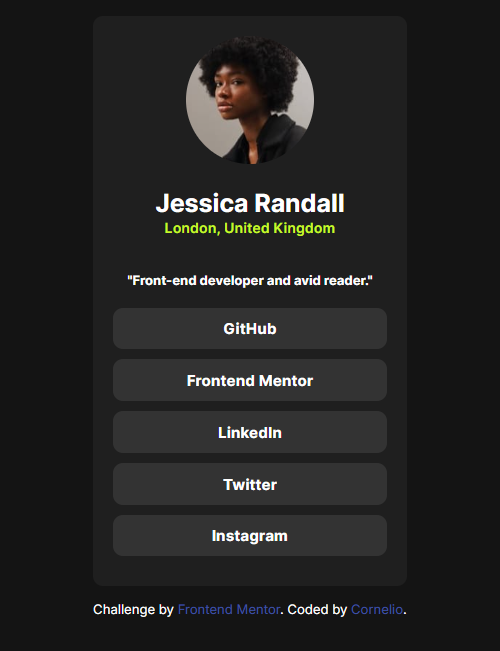 Jessica Randall
London, United Kingdom
"Front-end developer and avid reader."
GitHub
Frontend Mentor
LinkedIn
Twitter
Instagram
Challenge by Frontend Mentor. Coded by Cornelio.